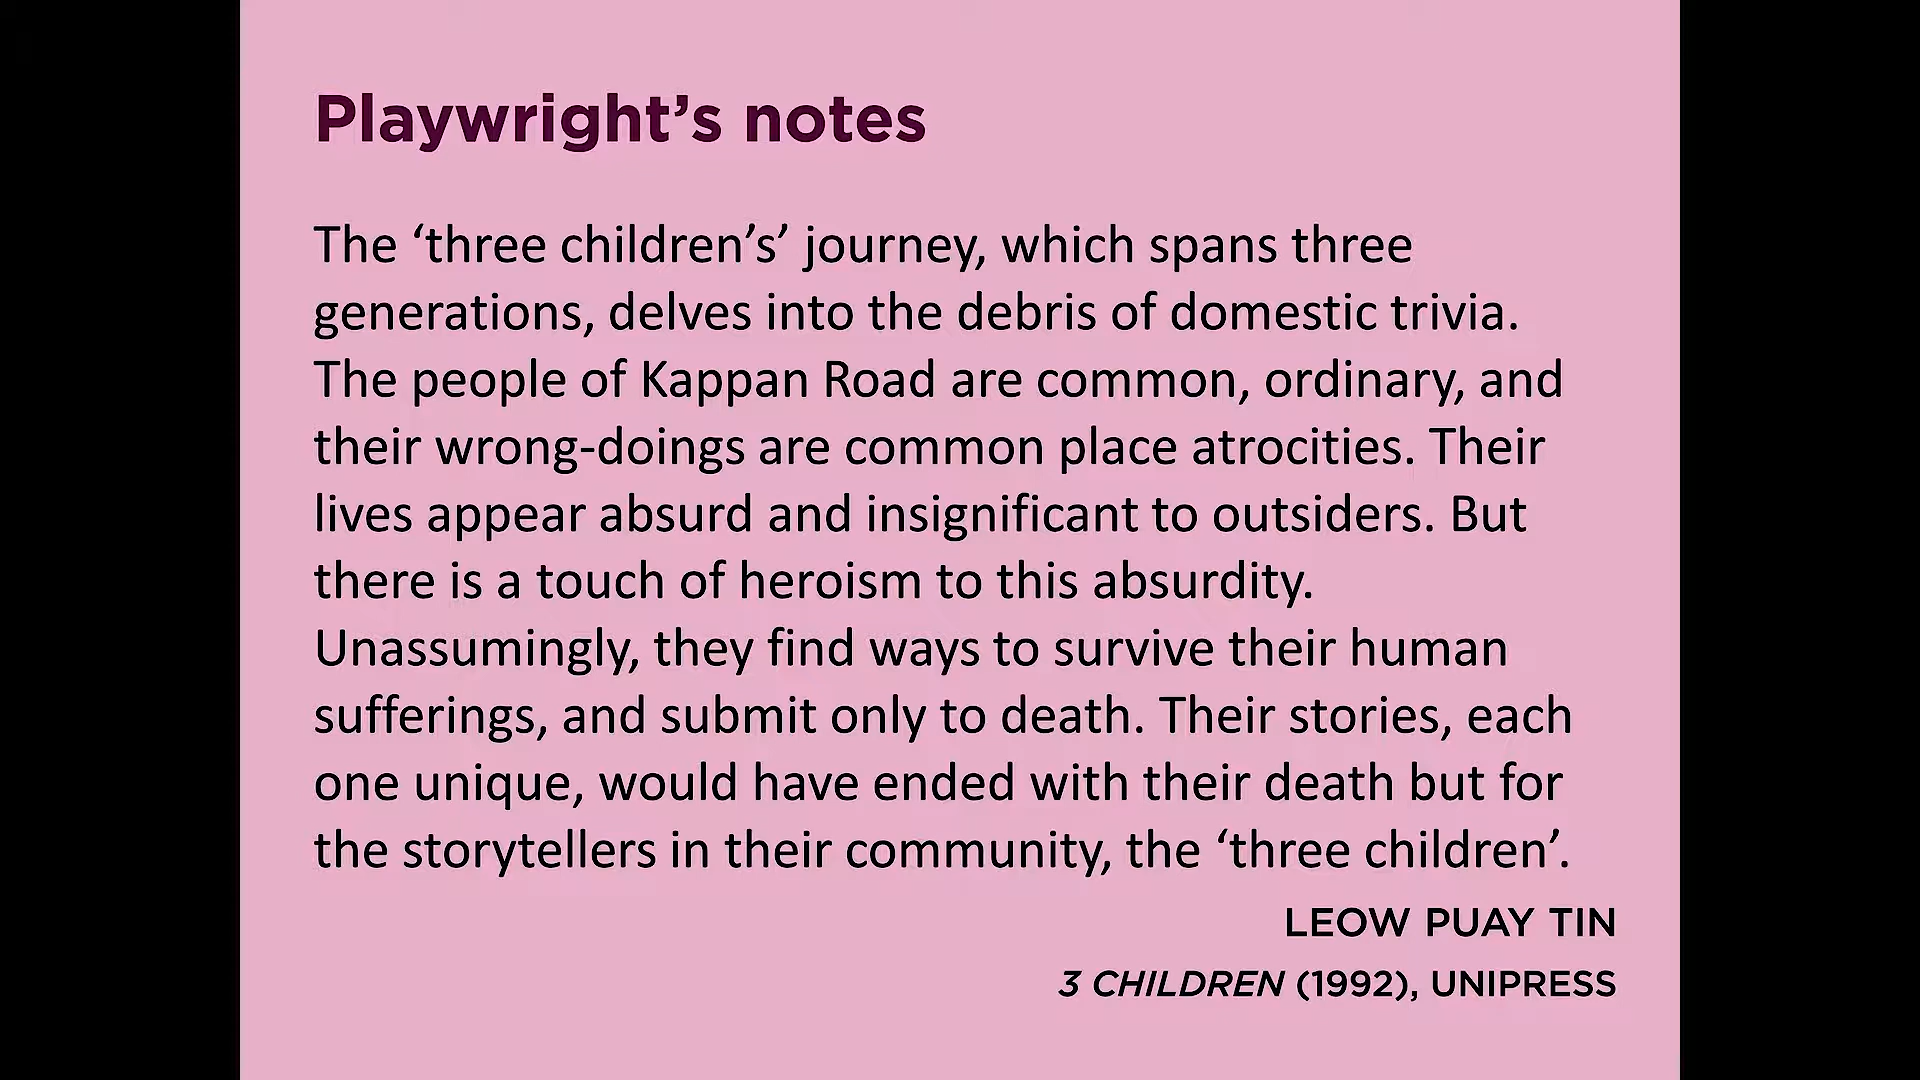 Playwright’s notes
The ‘three children’s’ journey, which spans three
generations, delves into the debris of domestic trivia.
The people of Kappan Road are common, ordinary, and
their wrong-doings are common place atrocities. Their
lives appear absurd and insignificant to outsiders. But
there is a touch of heroism to this absurdity.
Unassumingly, they find ways to survive their human
sufferings, and submit only to death. Their stories, each
one unique, would have ended with their death but for
the storytellers in their community, the ‘three children’.
LEOW PUAY TIN
3 CHILDREN (1992), UNIPRESS